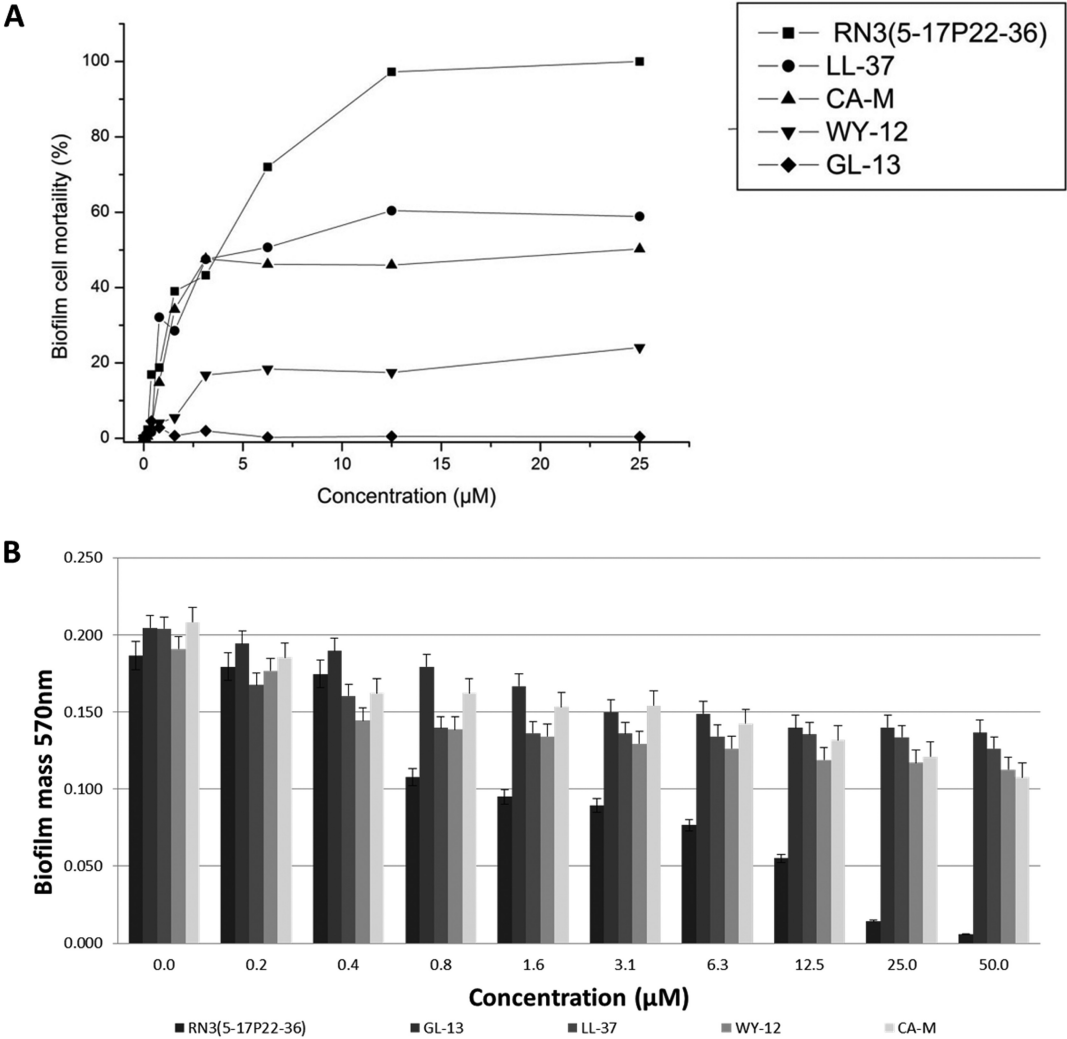 A
RN3(5-17P22-36)
LL-37
CA-M
WY-12
GL-13
100
80
60
40
20
0
Biofilm cell mortaility (%)
0 5 10 15 20 25
Concentration (μM)
B
0.250
0.200
0.150
0.100
0.050
0.000
Biofilm mass 570nm
0.0 0.2 0.4 0.8 1.6 3.1 6.3 12.5 25.0 50.0
Concentration (μM)
RN3(5-17P22-36) GL-13 LL-37 WY-12 CA-M